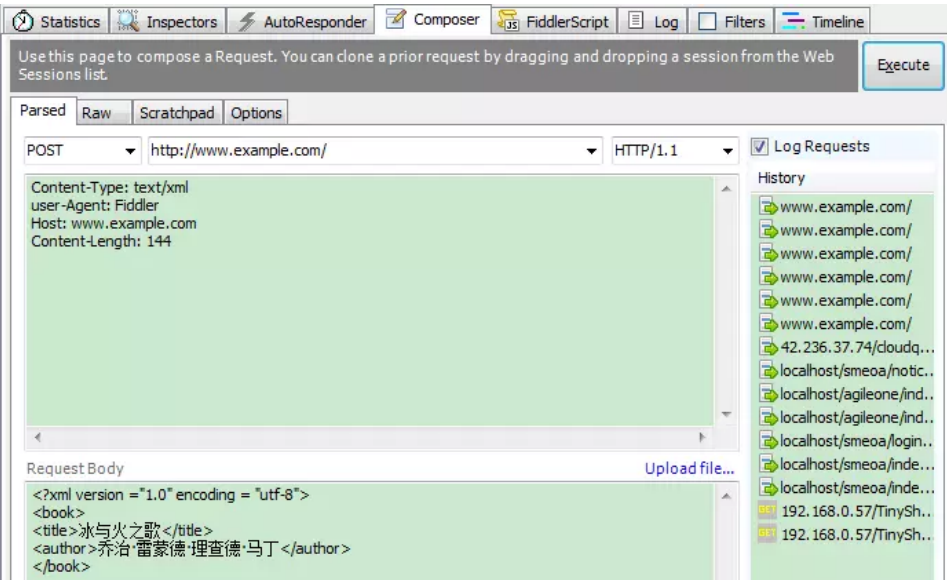 Statistics Inspectors AutoResponder Composer FiddlerScript Log Filters Timeline
Use this page to compose a Request. You can clone a prior request by dragging and dropping a session from the Web
Sessions list.
Execute
Parsed Raw Scratchpad Options
POST http://www.example.com/ HTTP/1.1
Content-Type: text/xml
user-Agent: Fiddler
Host: www.example.com
Content-Length: 144
Request Body Upload file...
<?xml version ="1.0" encoding = "utf-8">
<book>
<title>冰与火之歌</title>
<author>乔治·雷蒙德·理查德·马丁</author>
</book>
Log Requests
History
www.example.com/
www.example.com/
www.example.com/
www.example.com/
www.example.com/
www.example.com/
42.236.37.74/cloudq...
localhost/smeoa/notic...
localhost/agileone/ind...
localhost/agileone/ind...
localhost/smeoa/login...
localhost/smeoa/inde...
localhost/smeoa/inde...
GET 192.168.0.57/TinySh...
GET 192.168.0.57/TinySh...